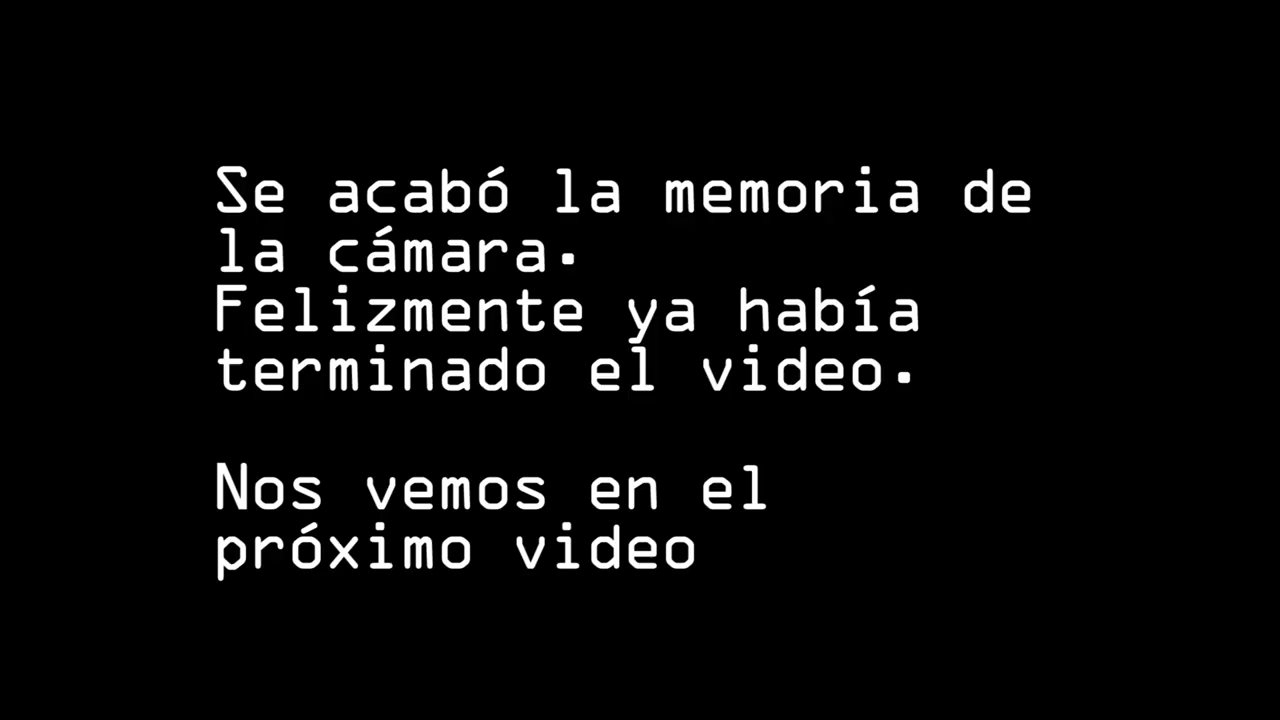 Se acabó la memoria de
la cámara.
Felizmente ya había
terminado el video.
Nos vemos en el
próximo video